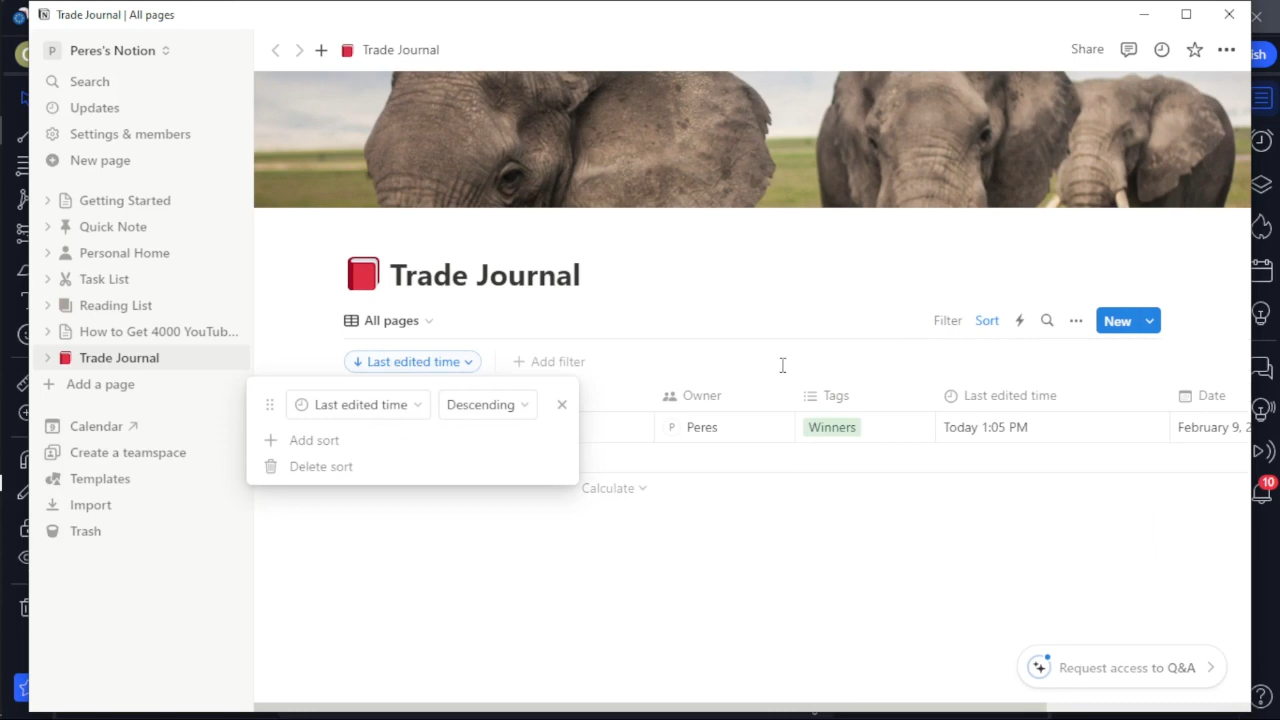 Trade Journal | All pages
P Peres's Notion
Search
Updates
Settings & members
New page
Getting Started
Quick Note
Personal Home
Task List
Reading List
How to Get 4000 YouTub...
Trade Journal
Add a page
Calendar ↗
Create a teamspace
Templates
Import
Trash
Trade Journal
Share
Trade Journal
All pages
Filter Sort
New
↓ Last edited time
+ Add filter
Last edited time
Descending
+ Add sort
Delete sort
Owner Tags Last edited time Date
P Peres Winners Today 1:05 PM February 9, 2
Calculate
Request access to Q&A
sh
10